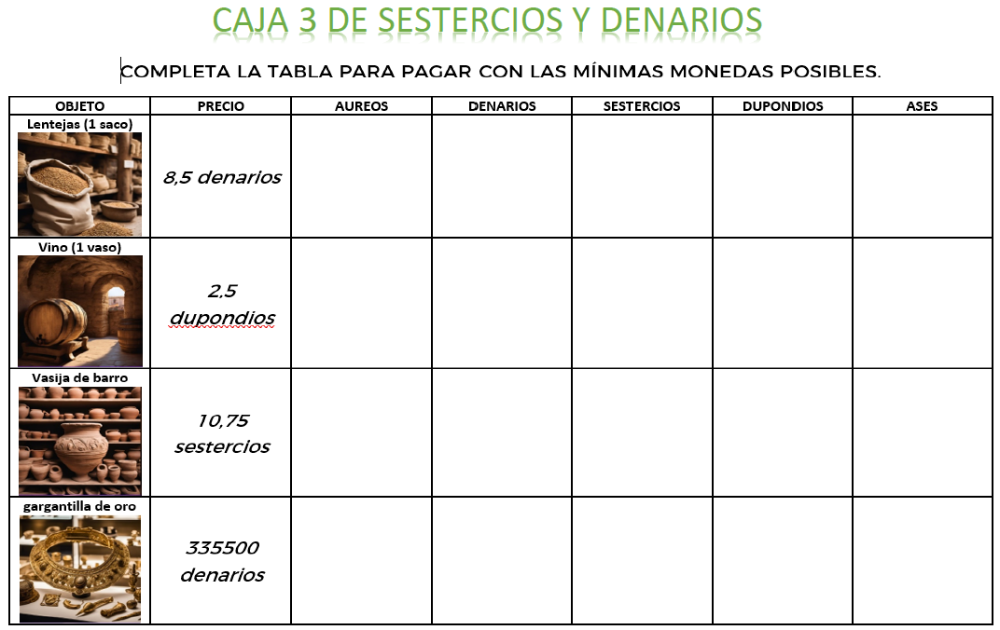 CAJA 3 DE SESTERCIOS Y DENARIOS
COMPLETA LA TABLA PARA PAGAR CON LAS MÍNIMAS MONEDAS POSIBLES.
OBJETO PRECIO AUREOS DENARIOS SESTERCIOS DUPONDIOS ASES
Lentejas (1 saco)
8,5 denarios
Vino (1 vaso)
2,5
dupondios
Vasija de barro
10,75
sestercios
gargantilla de oro
335500
denarios